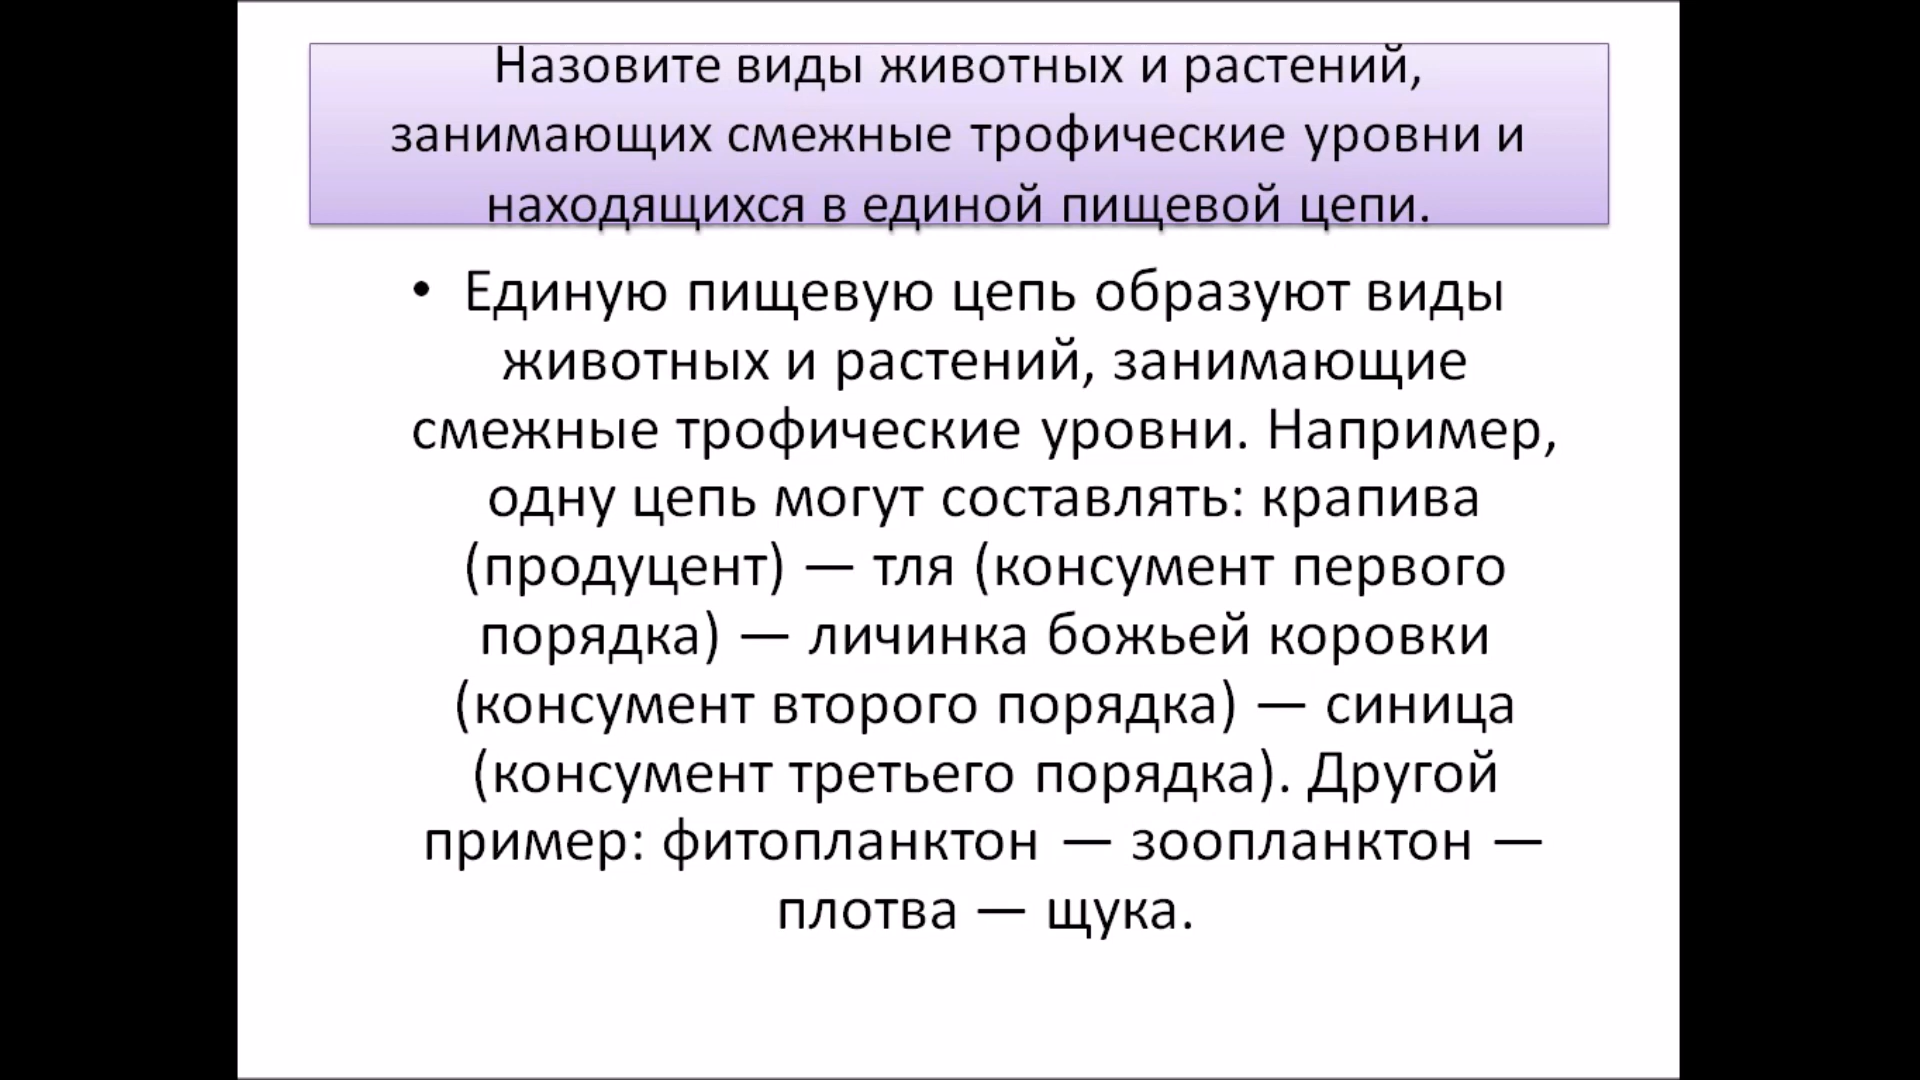 Назовите виды животных и растений,
занимающих смежные трофические уровни и
находящихся в единой пищевой цепи.
• Единую пищевую цепь образуют виды
животных и растений, занимающие
смежные трофические уровни. Например,
одну цепь могут составлять: крапива
(продуцент) — тля (консумент первого
порядка) — личинка божьей коровки
(консумент второго порядка) — синица
(консумент третьего порядка). Другой
пример: фитопланктон — зоопланктон —
плотва — щука.